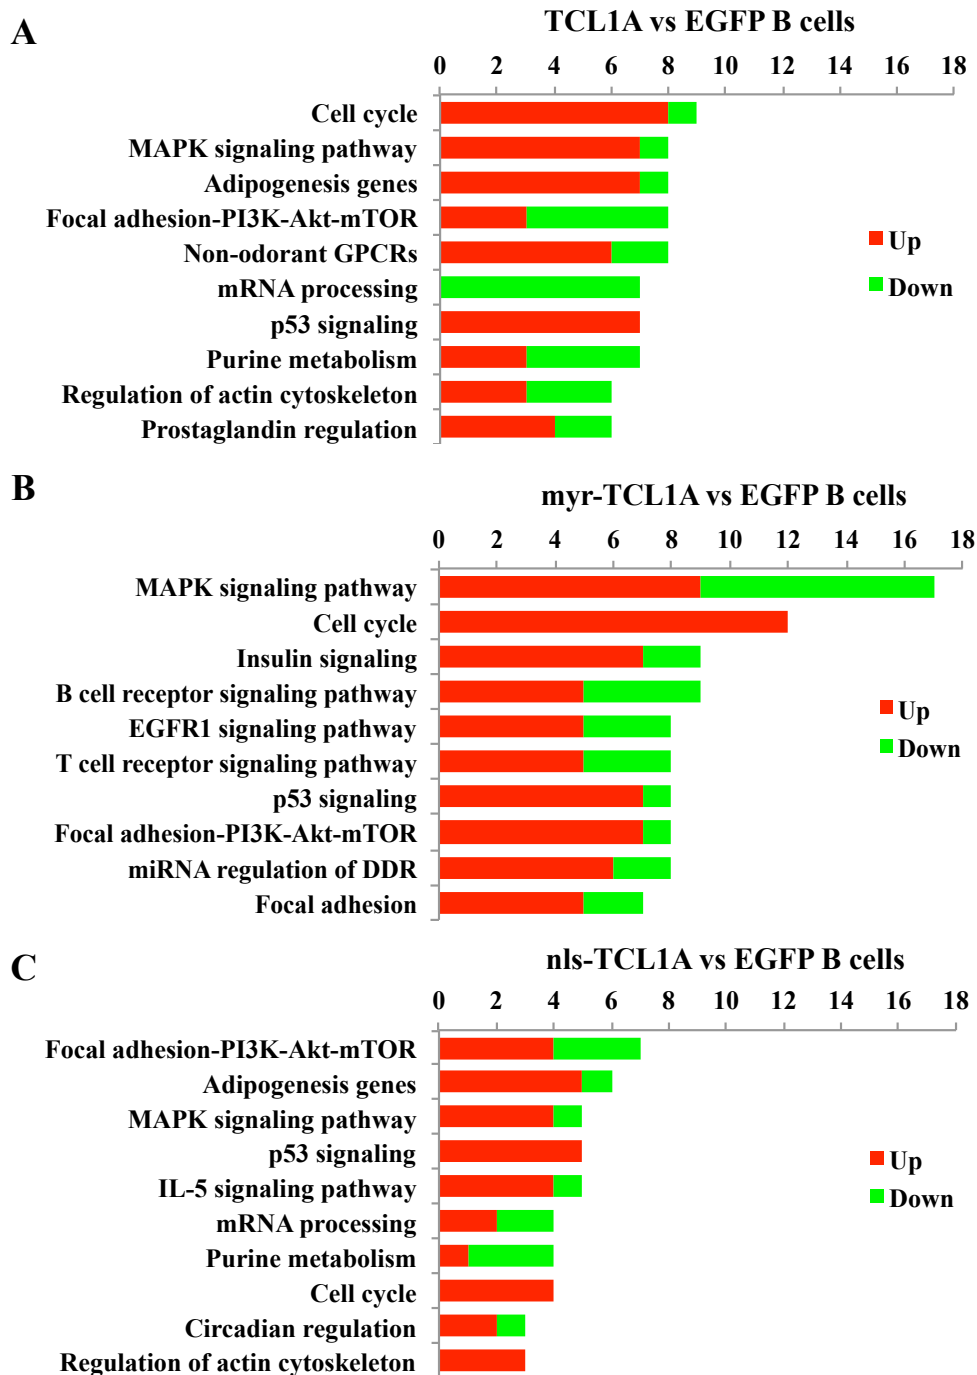 A
TCL1A vs EGFP B cells
0 2 4 6 8 10 12 14 16 18
Cell cycle
MAPK signaling pathway
Adipogenesis genes
Focal adhesion-PI3K-Akt-mTOR
Non-odorant GPCRs
mRNA processing
p53 signaling
Purine metabolism
Regulation of actin cytoskeleton
Prostaglandin regulation
Up
Down
B
myr-TCL1A vs EGFP B cells
0 2 4 6 8 10 12 14 16 18
MAPK signaling pathway
Cell cycle
Insulin signaling
B cell receptor signaling pathway
EGFR1 signaling pathway
T cell receptor signaling pathway
p53 signaling
Focal adhesion-PI3K-Akt-mTOR
miRNA regulation of DDR
Focal adhesion
Up
Down
C
nls-TCL1A vs EGFP B cells
0 2 4 6 8 10 12 14 16 18
Focal adhesion-PI3K-Akt-mTOR
Adipogenesis genes
MAPK signaling pathway
p53 signaling
IL-5 signaling pathway
mRNA processing
Purine metabolism
Cell cycle
Circadian regulation
Regulation of actin cytoskeleton
Up
Down